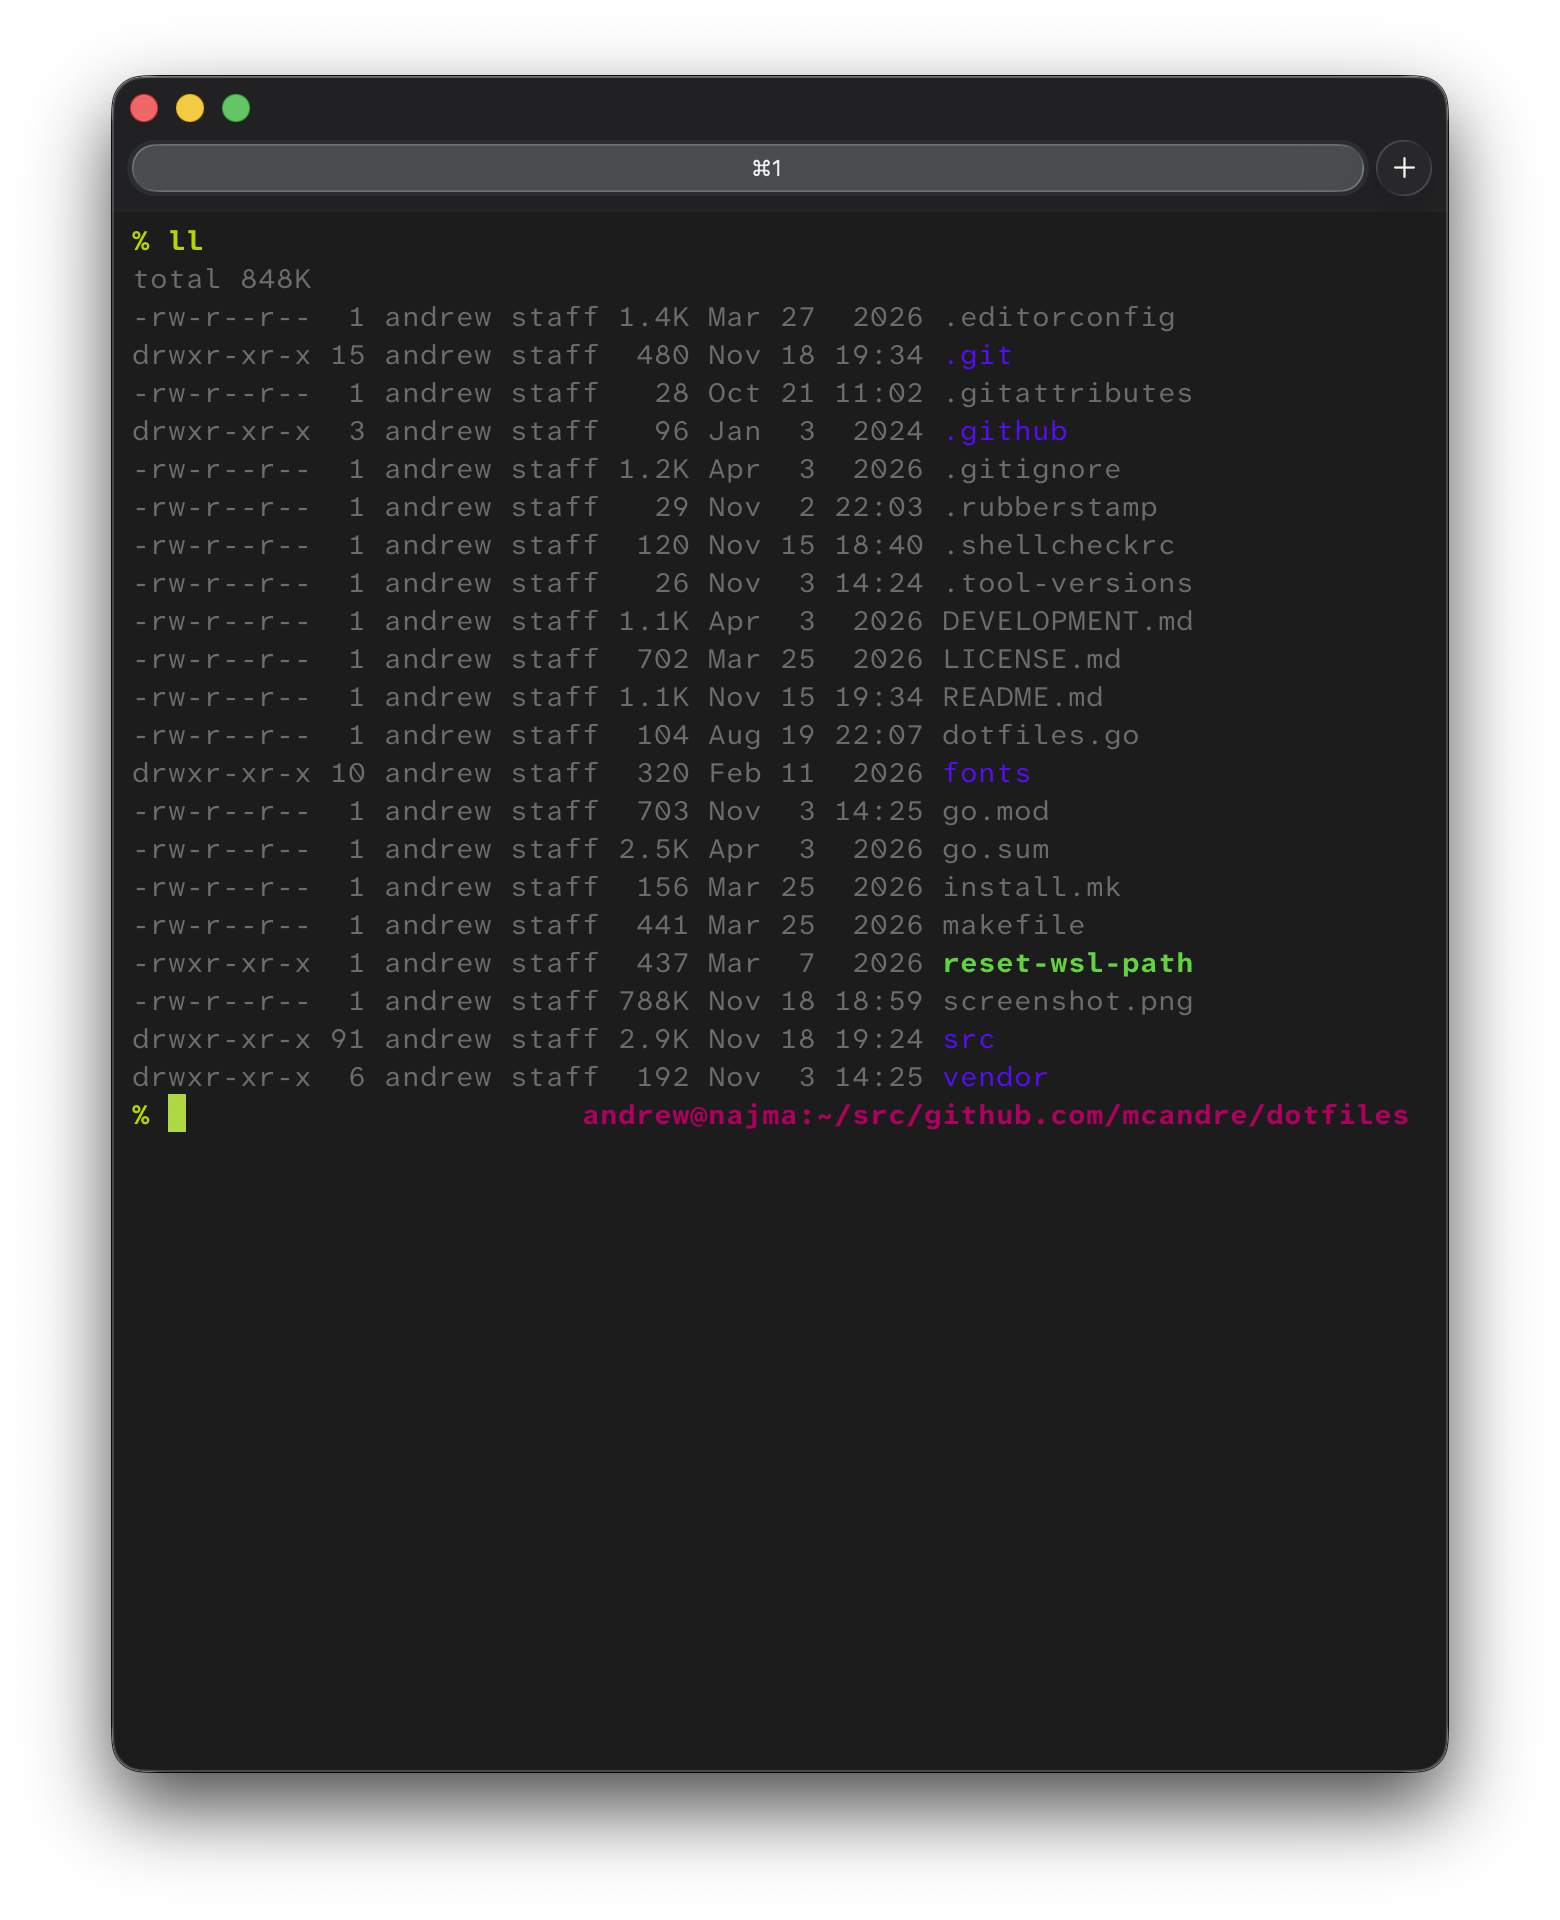 ⌘1
% ll
total 848K
-rw-r--r--  1 andrew staff 1.4K Mar 27  2026 .editorconfig
drwxr-xr-x 15 andrew staff  480 Nov 18 19:34 .git
-rw-r--r--  1 andrew staff   28 Oct 21 11:02 .gitattributes
drwxr-xr-x  3 andrew staff   96 Jan  3  2024 .github
-rw-r--r--  1 andrew staff 1.2K Apr  3  2026 .gitignore
-rw-r--r--  1 andrew staff   29 Nov  2 22:03 .rubberstamp
-rw-r--r--  1 andrew staff  120 Nov 15 18:40 .shellcheckrc
-rw-r--r--  1 andrew staff   26 Nov  3 14:24 .tool-versions
-rw-r--r--  1 andrew staff 1.1K Apr  3  2026 DEVELOPMENT.md
-rw-r--r--  1 andrew staff  702 Mar 25  2026 LICENSE.md
-rw-r--r--  1 andrew staff 1.1K Nov 15 19:34 README.md
-rw-r--r--  1 andrew staff  104 Aug 19 22:07 dotfiles.go
drwxr-xr-x 10 andrew staff  320 Feb 11  2026 fonts
-rw-r--r--  1 andrew staff  703 Nov  3 14:25 go.mod
-rw-r--r--  1 andrew staff 2.5K Apr  3  2026 go.sum
-rw-r--r--  1 andrew staff  156 Mar 25  2026 install.mk
-rw-r--r--  1 andrew staff  441 Mar 25  2026 makefile
-rwxr-xr-x  1 andrew staff  437 Mar  7  2026 reset-wsl-path
-rw-r--r--  1 andrew staff 788K Nov 18 18:59 screenshot.png
drwxr-xr-x 91 andrew staff 2.9K Nov 18 19:24 src
drwxr-xr-x  6 andrew staff  192 Nov  3 14:25 vendor
% andrew@najma:~/src/github.com/mcandre/dotfiles